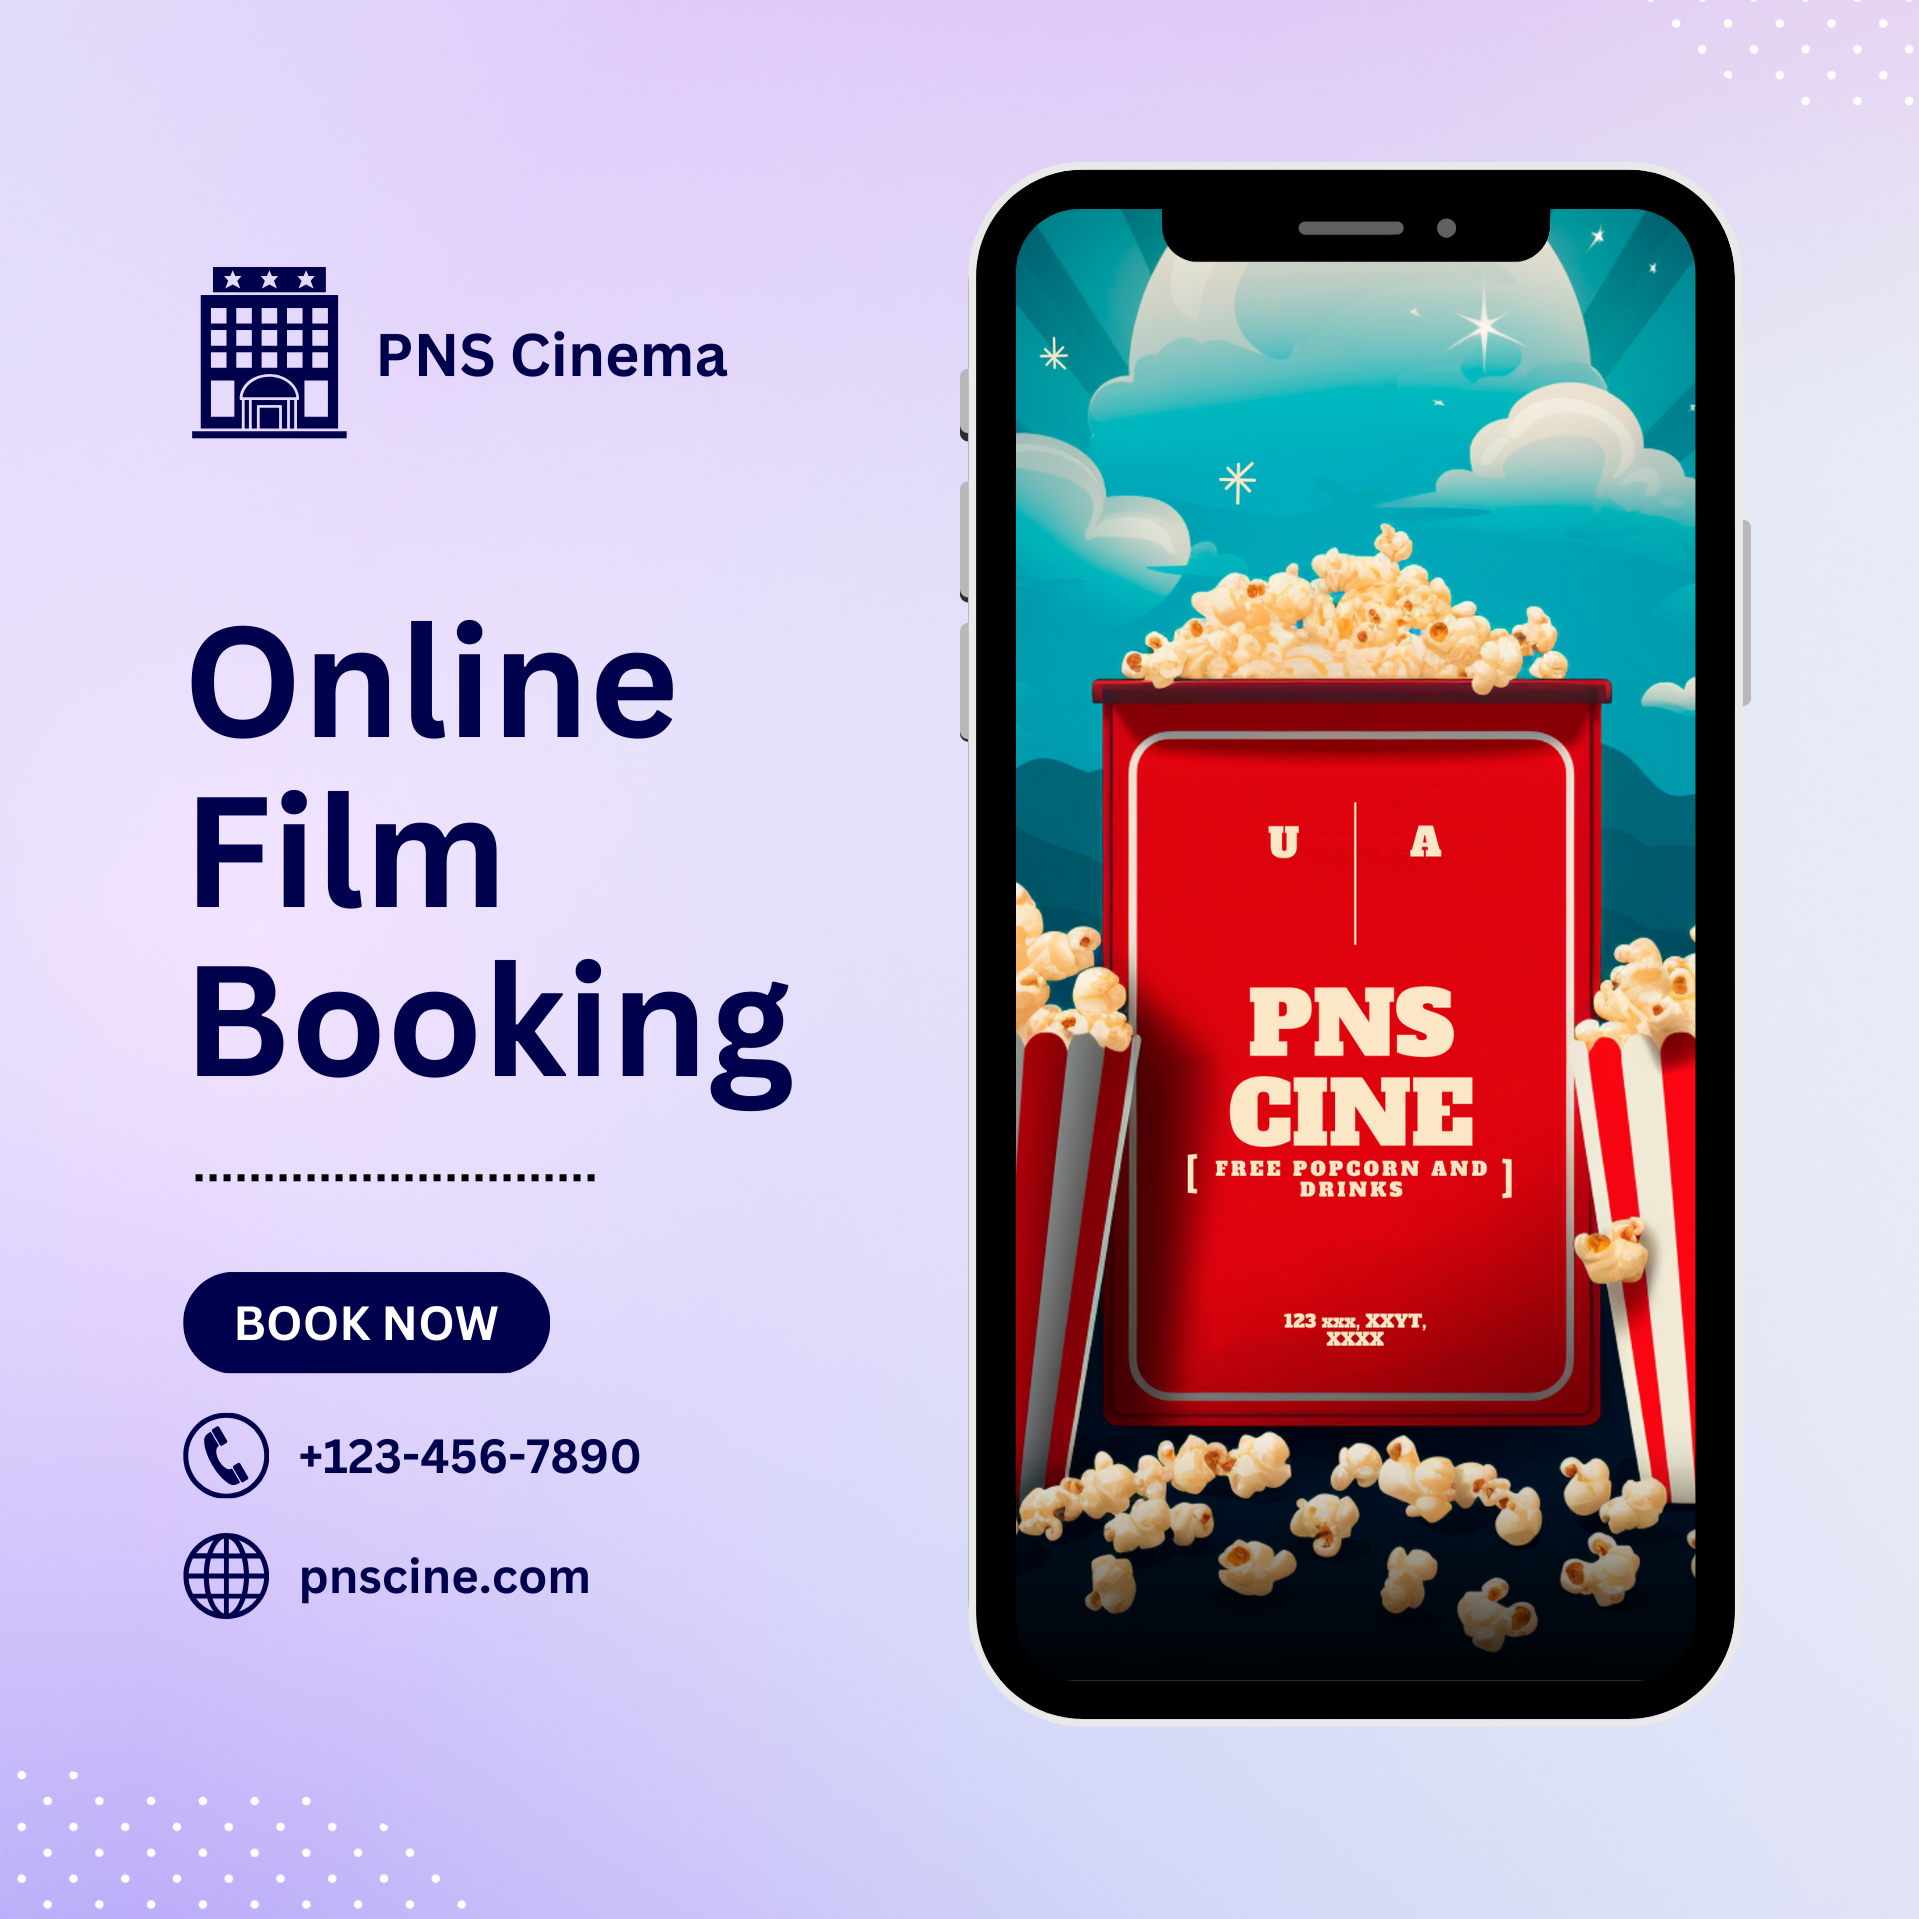 PNS Cinema
Online
Film
Booking
BOOK NOW
+123-456-7890
pnscine.com
U | A
PNS
CINE
[ FREE POPCORN AND
DRINKS ]
123 xxx, XXYT,
XXXX